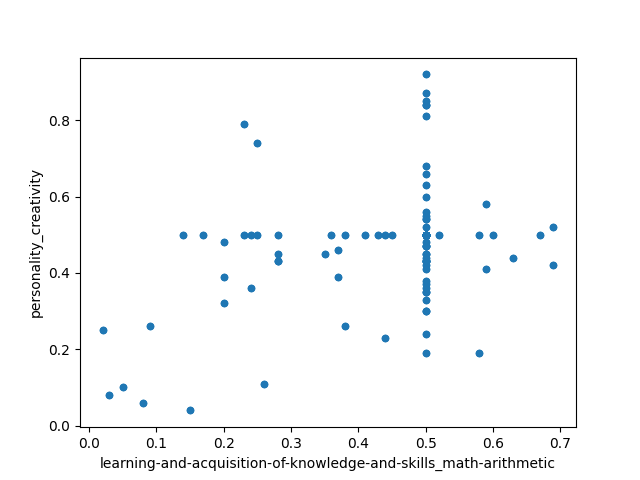 0.8
0.6
0.4
0.2
0.0
personality_creativity
0.0 0.1 0.2 0.3 0.4 0.5 0.6 0.7
learning-and-acquisition-of-knowledge-and-skills_math-arithmetic